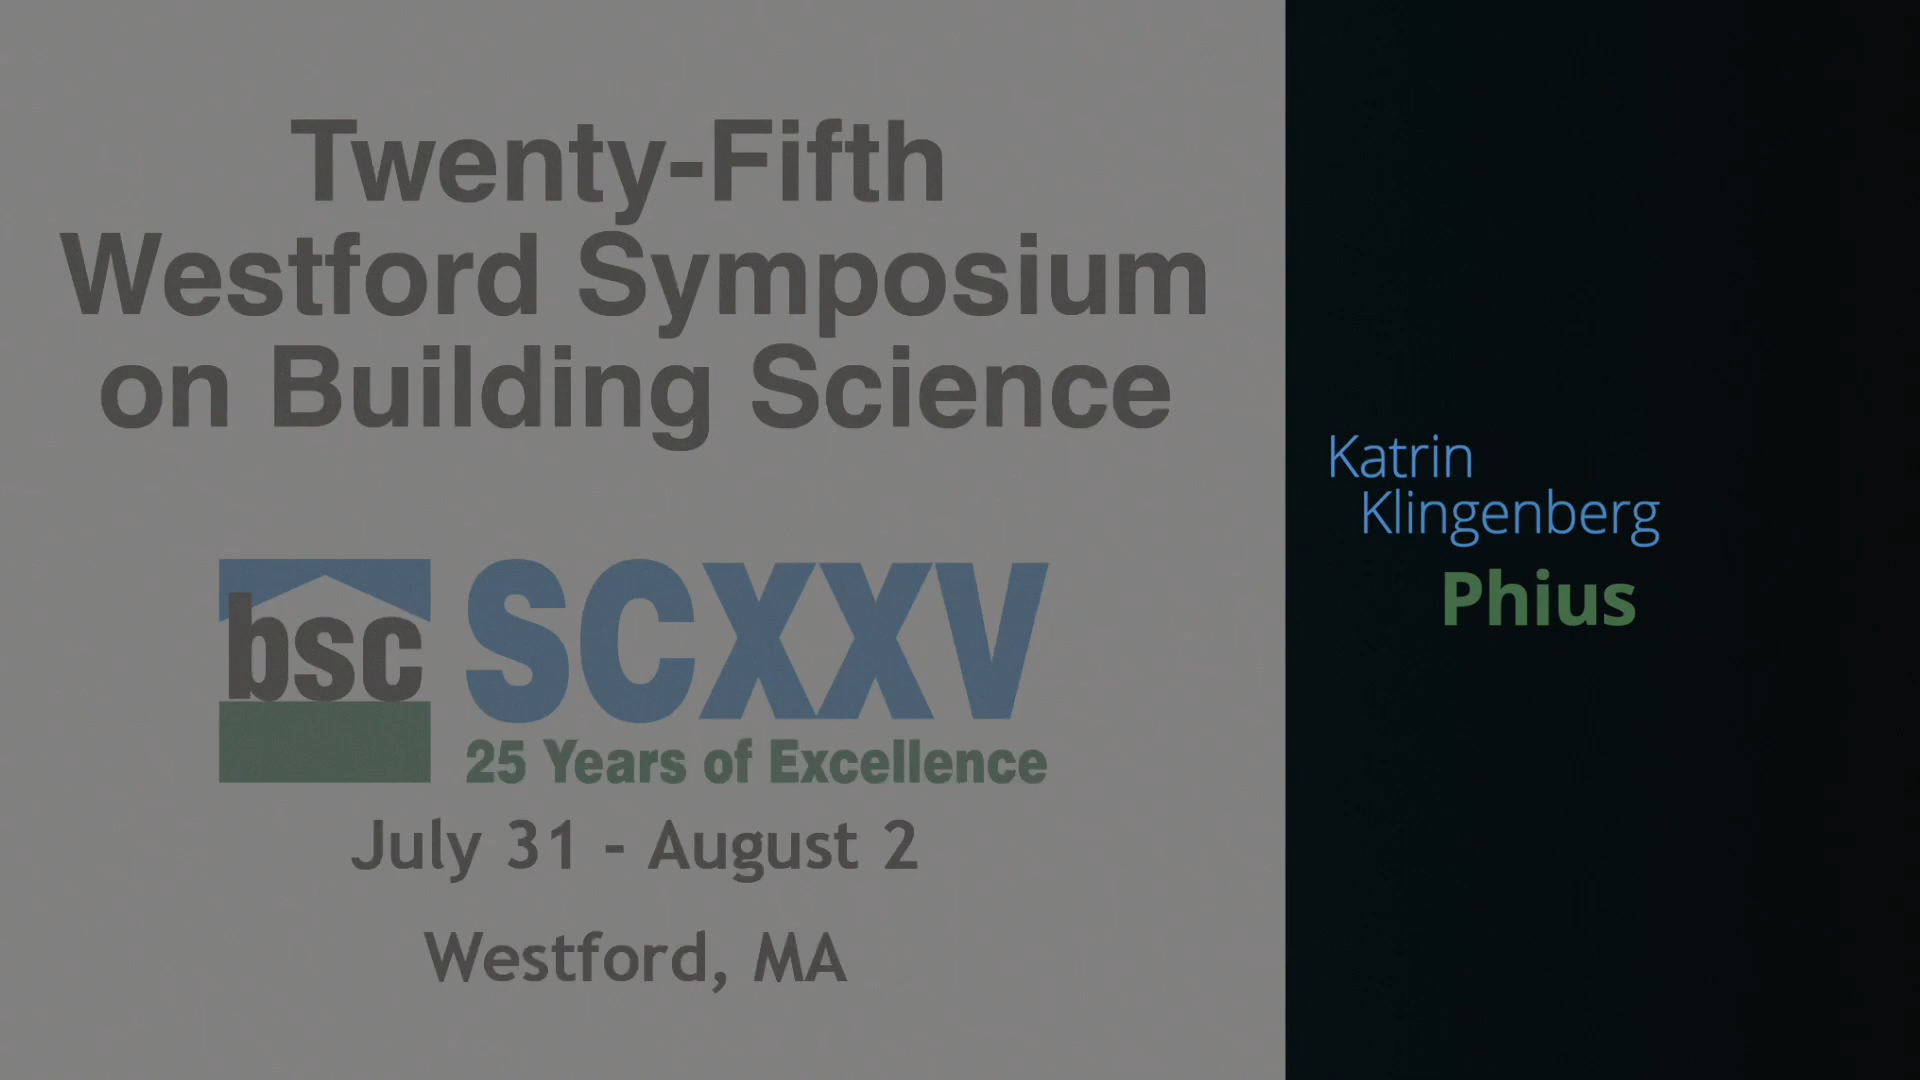 Twenty-Fifth
Westford Symposium
on Building Science
bsc
SCXXV
25 Years of Excellence
July 31 - August 2
Westford, MA
Katrin
Klingenberg
Phius